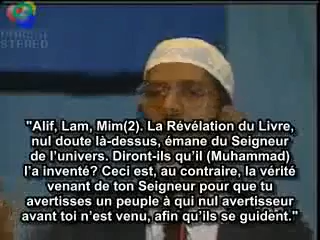 STEREO
"Alif, Lam, Mim(2). La Révélation du Livre,
nul doute là-dessus, émane du Seigneur
de l'univers. Diront-ils qu'il (Muhammad)
l'a inventé? Ceci est, au contraire, la vérité
venant de ton Seigneur pour que tu
avertisses un peuple à qui nul avertisseur
avant toi n'est venu, afin qu'ils se guident."